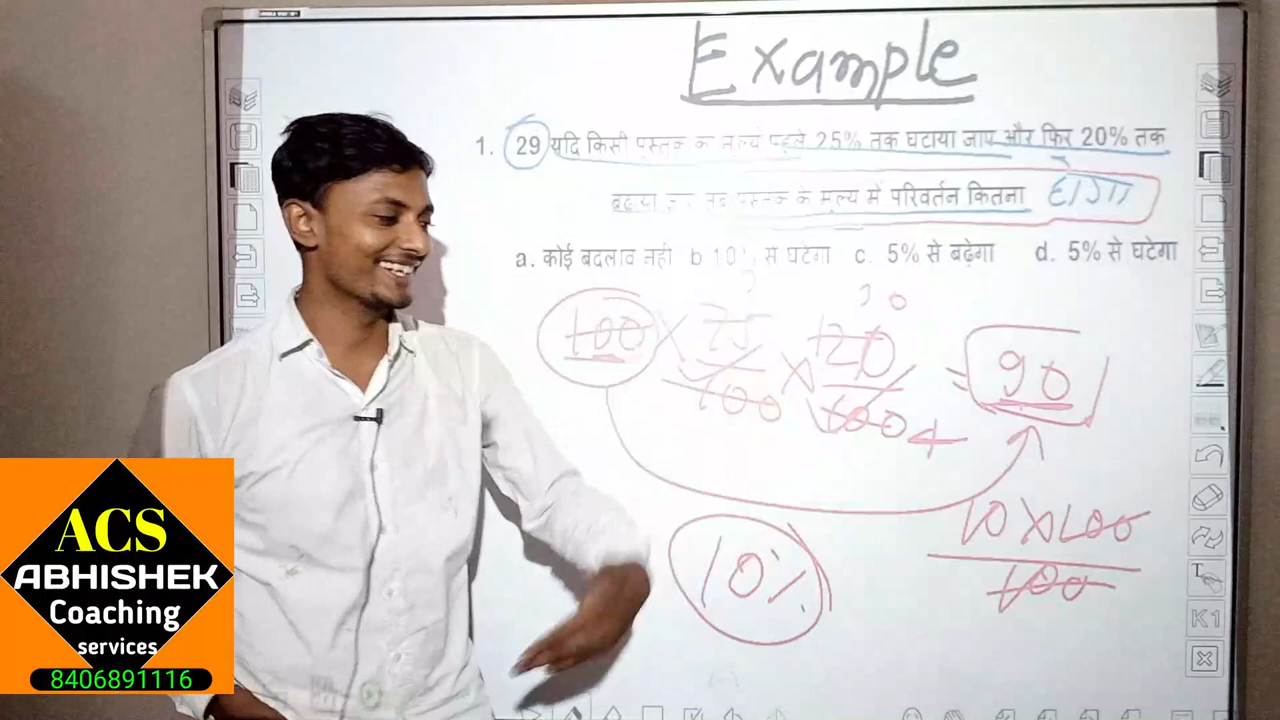 Example
1. 29 यदि किसी पुस्तक का मूल्य पहले 25% तक घटाया जाए और फिर 20% तक
बढ़ाया जाए तब पुस्तक के मूल्य में परिवर्तन कितना होगा
a. कोई बदलाव नहीं b 10% से घटेगा c. 5% से बढ़ेगा d. 5% से घटेगा
100 × 75/100 × 120/100 = 90
4
10 × 100
100
10%
ACS
ABHISHEK
Coaching
services
8406891116
T
K1